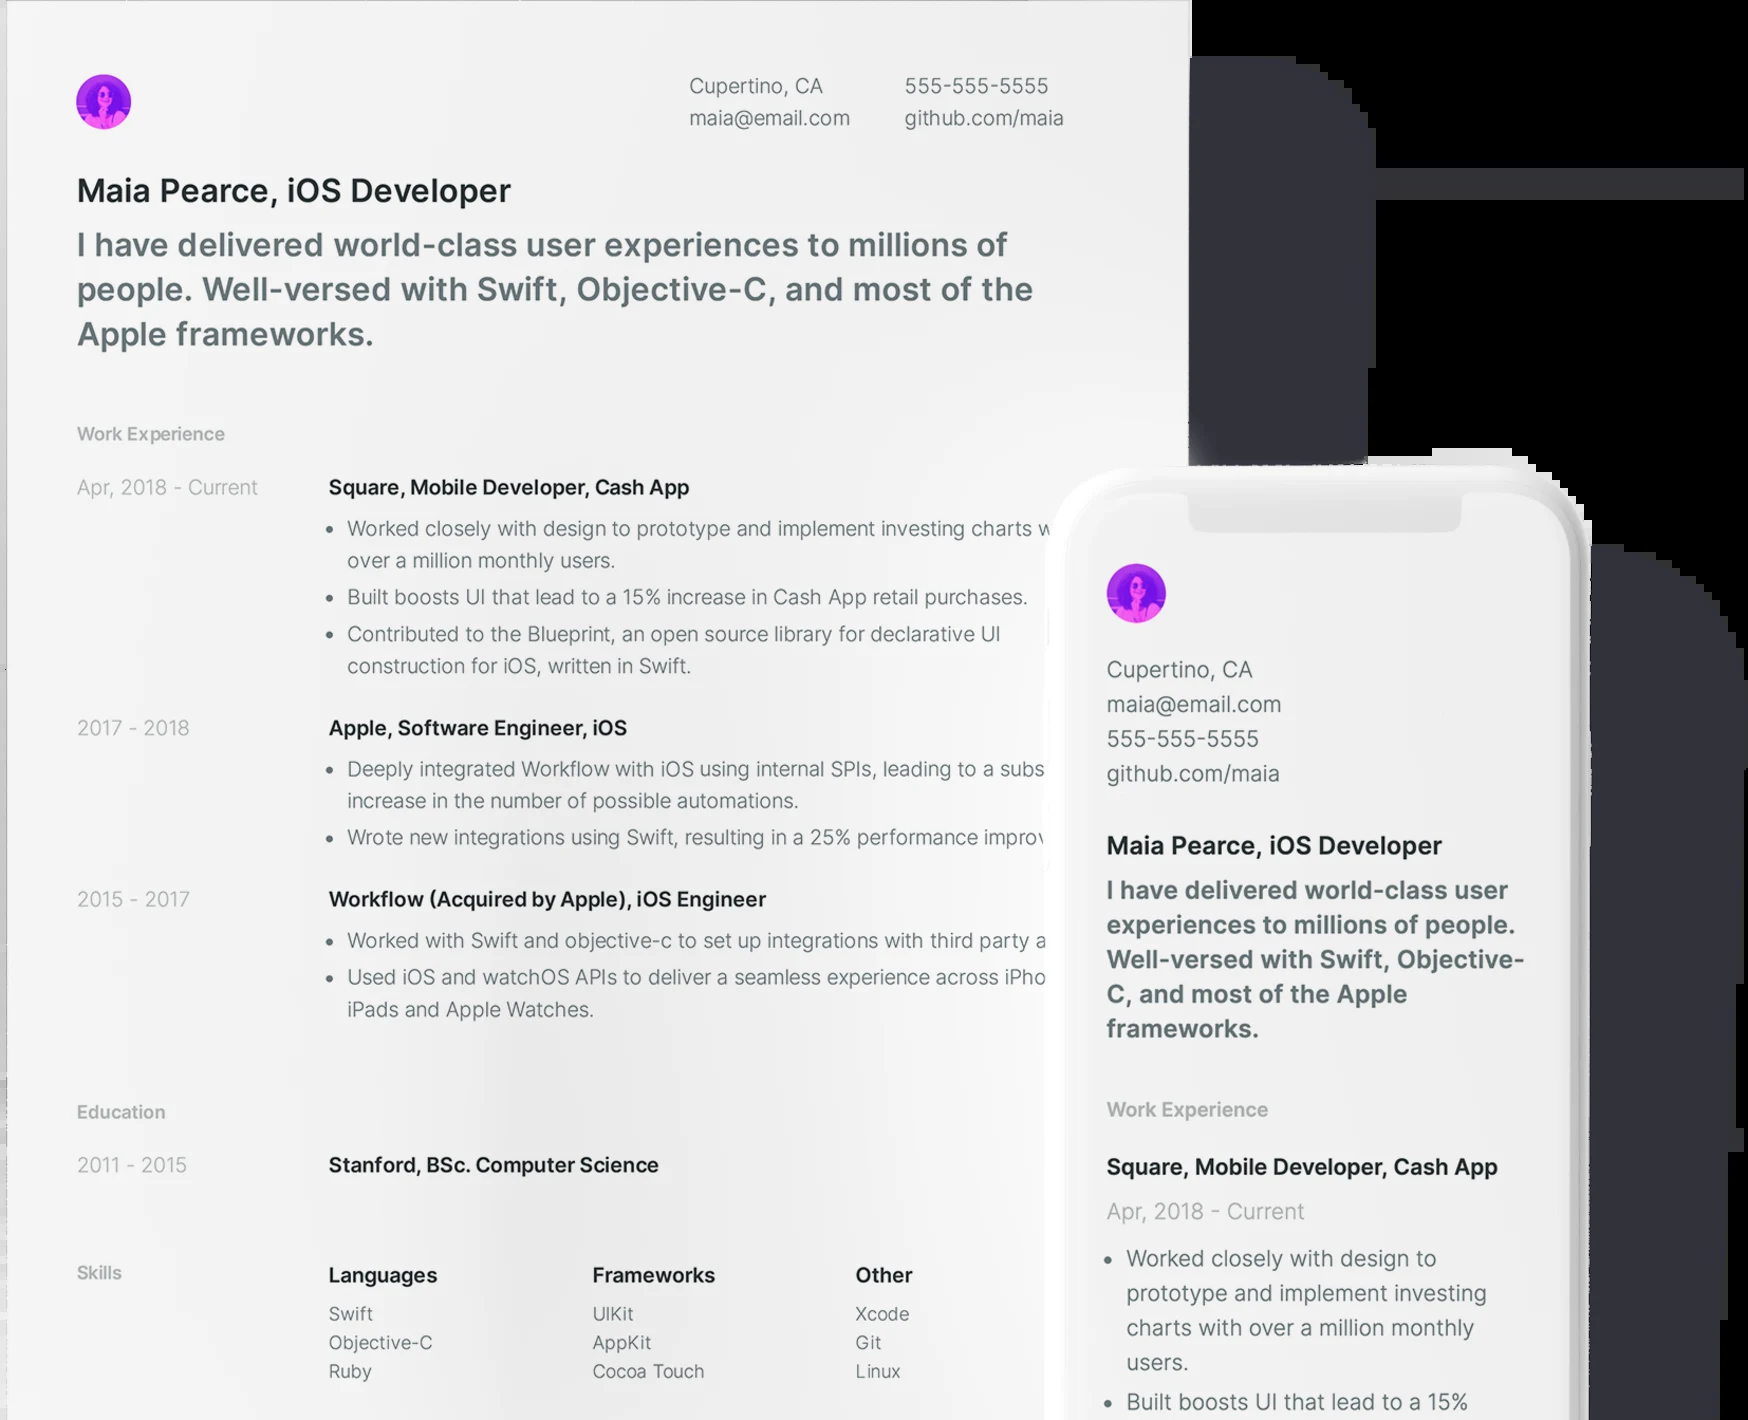 Cupertino, CA
maia@email.com
555-555-5555
github.com/maia
Maia Pearce, iOS Developer
I have delivered world-class user experiences to millions of
people. Well-versed with Swift, Objective-C, and most of the
Apple frameworks.
Work Experience
Apr, 2018 - Current
Square, Mobile Developer, Cash App
• Worked closely with design to prototype and implement investing charts
over a million monthly users.
• Built boosts UI that lead to a 15% increase in Cash App retail purchases.
• Contributed to the Blueprint, an open source library for declarative UI
construction for iOS, written in Swift.
2017 - 2018
Apple, Software Engineer, iOS
• Deeply integrated Workflow with iOS using internal SPIs, leading to a subs
increase in the number of possible automations.
• Wrote new integrations using Swift, resulting in a 25% performance improv
2015 - 2017
Workflow (Acquired by Apple), iOS Engineer
• Worked with Swift and objective-c to set up integrations with third party a
• Used iOS and watchOS APIs to deliver a seamless experience across iPho
iPads and Apple Watches.
Education
2011 - 2015
Stanford, BSc. Computer Science
Skills
Languages
Swift
Objective-C
Ruby
Frameworks
UIKit
AppKit
Cocoa Touch
Other
Xcode
Git
Linux
Cupertino, CA
maia@email.com
555-555-5555
github.com/maia
Maia Pearce, iOS Developer
I have delivered world-class user
experiences to millions of people.
Well-versed with Swift, Objective-
C, and most of the Apple
frameworks.
Work Experience
Square, Mobile Developer, Cash App
Apr, 2018 - Current
• Worked closely with design to
prototype and implement investing
charts with over a million monthly
users.
• Built boosts UI that lead to a 15%